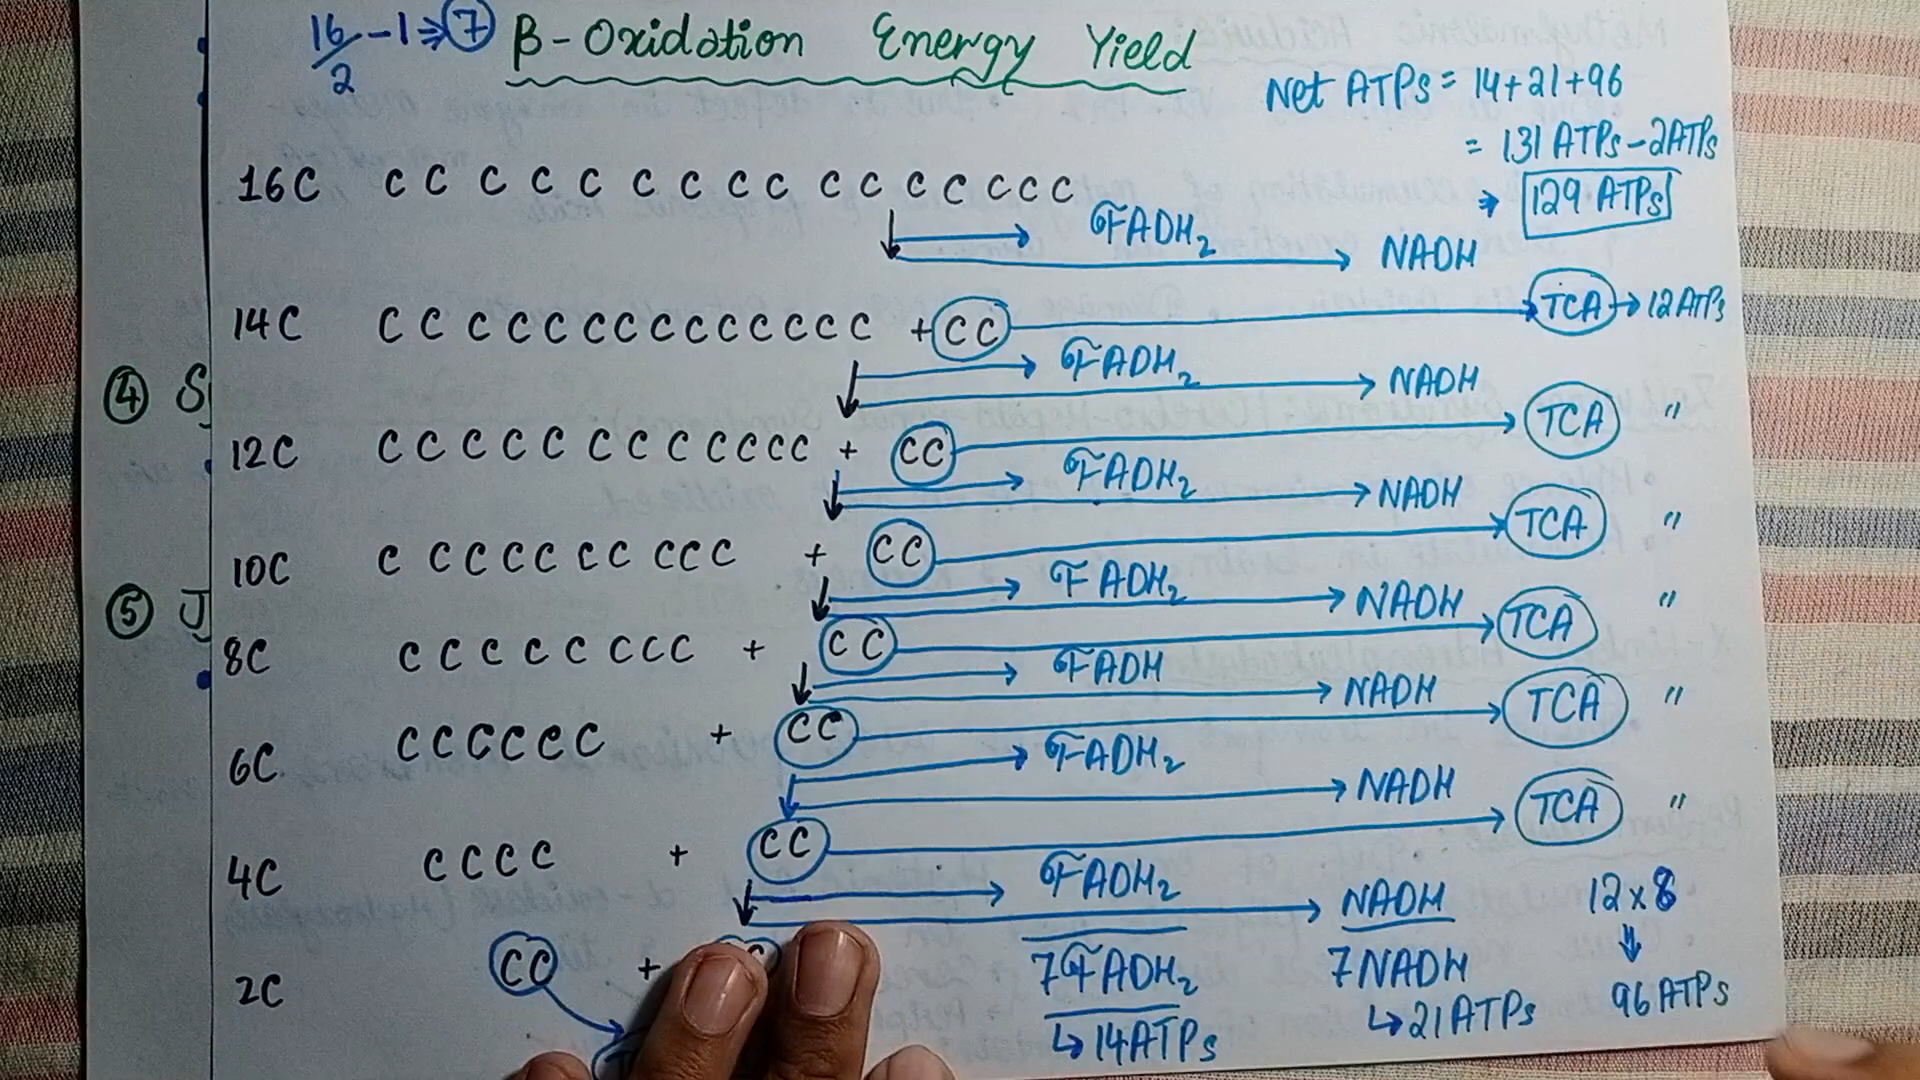 16/2 -1 ⇒ 7 β-Oxidation Energy Yield
Net ATPs = 14+21+96
= 131 ATPs - 2ATPs
⇒ 129 ATPs
16C C C C C C C C C C C C C C C C C
FADH₂
NADH
14C C C C C C C C C C C C C C C + CC TCA → 12 ATPs
FADH₂
NADH
④ S
12C C C C C C C C C C C C C + CC TCA "
FADH₂
NADH
10C C C C C C C C C C C + CC TCA "
FADH₂
NADH
⑤ J
8C C C C C C C C C + CC TCA "
FADH
NADH
6C C C C C C C + CC TCA "
FADH₂
NADH
4C C C C C + CC TCA "
FADH₂
NADH
12 x 8
2C CC +
7 FADH₂ 7 NADH
96 ATPs
↳ 14 ATPs ↳ 21 ATPs